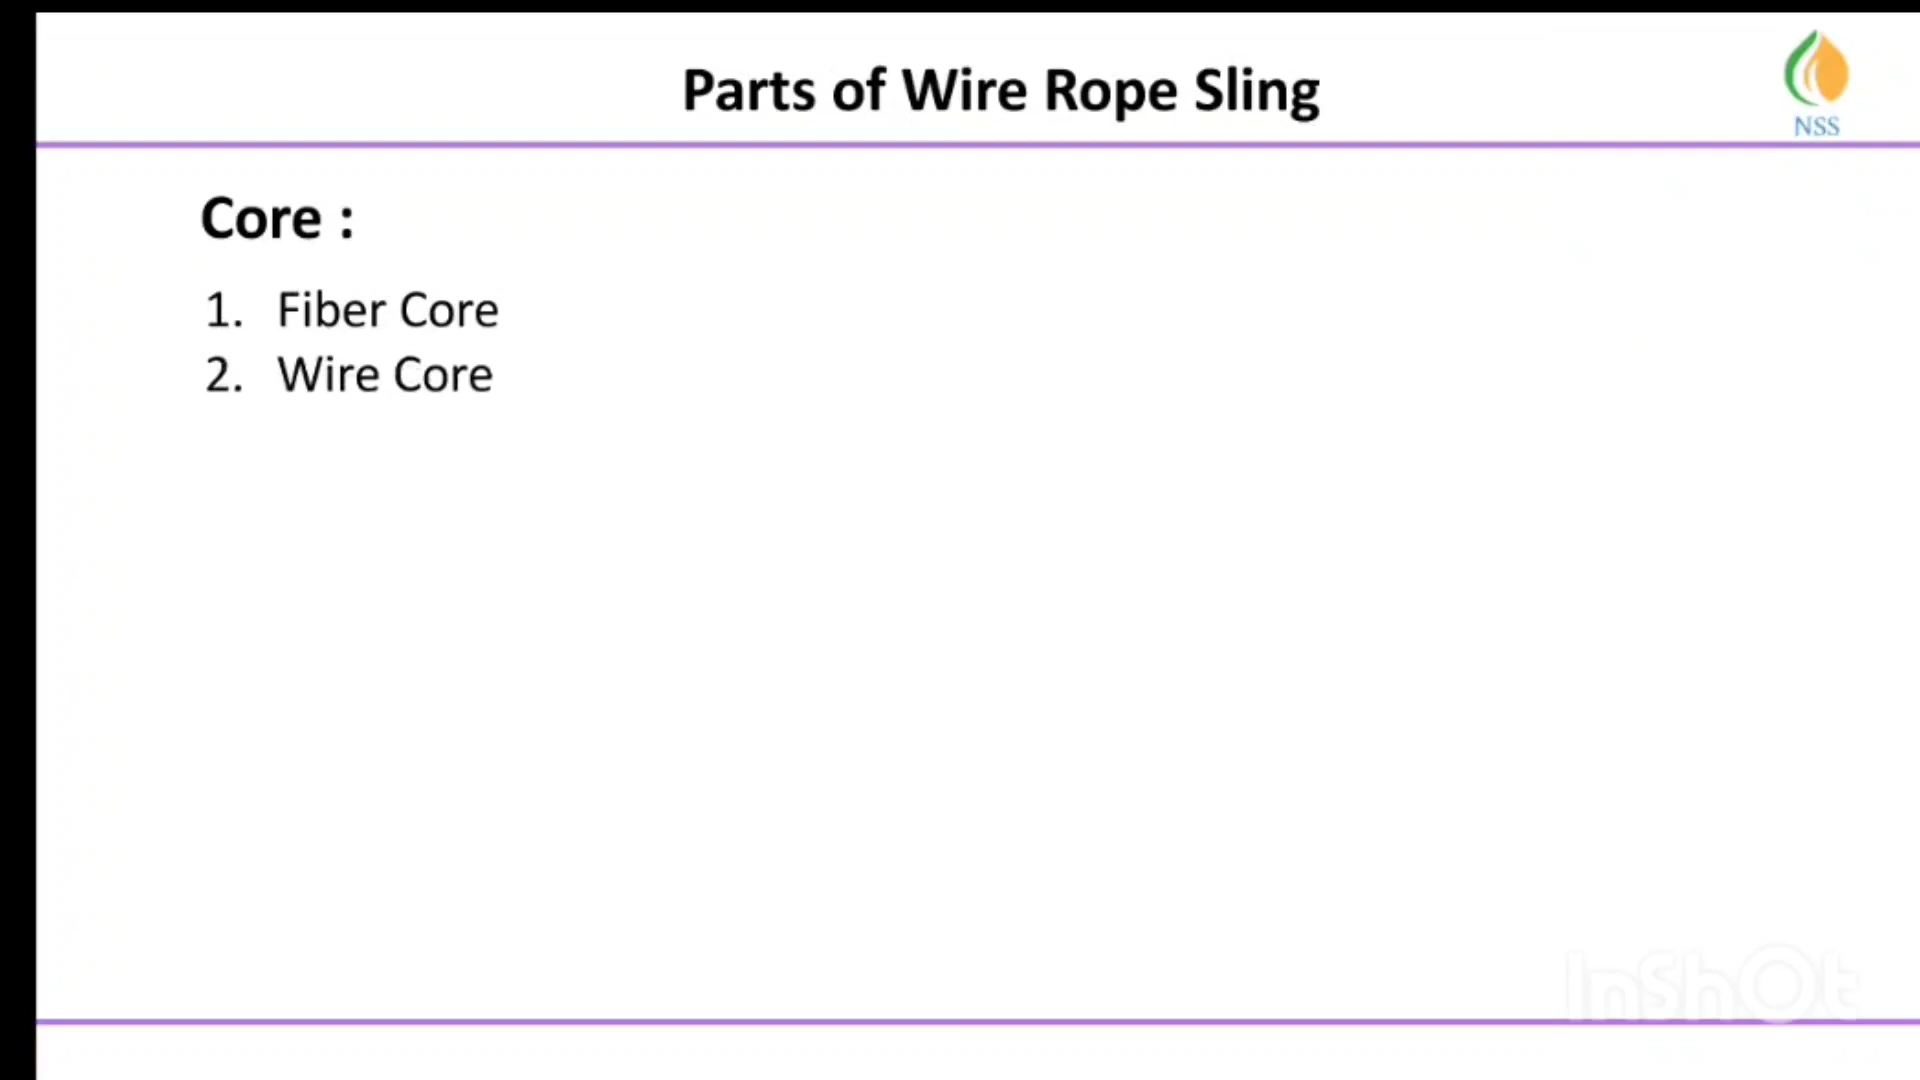 Parts of Wire Rope Sling
NSS
Core :
1. Fiber Core
2. Wire Core
InShOt